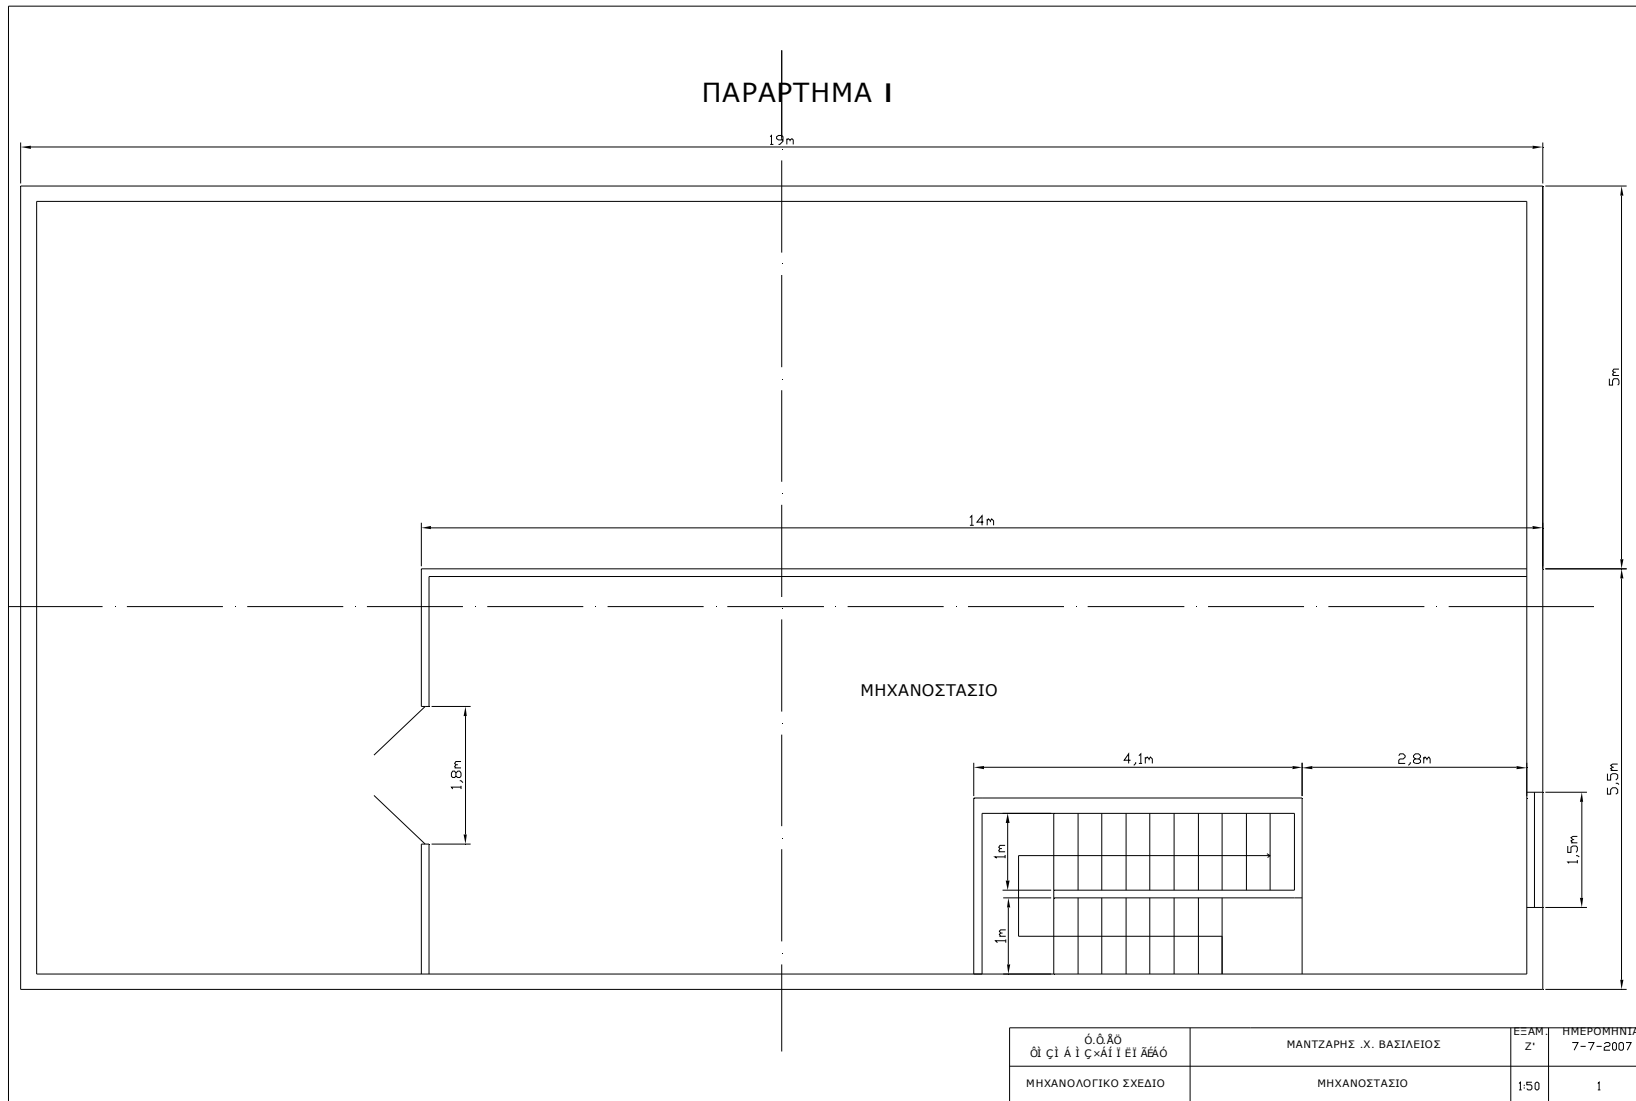 ΠΑΡΑΡΤΗΜΑ I
19m
5m
14m
ΜΗΧΑΝΟΣΤΑΣΙΟ
4,1m
2,8m
1,8m
5,5m
1,5m
1m
1m
Ó.Ô.ÅÖ
ΜΑΝΤΖΑΡΗΣ .Χ. ΒΑΣΙΛΕΙΟΣ
ΕΞΑΜ.
Ζ'
ΗΜΕΡΟΜΗΝΙΑ
7-7-2007
ΜΗΧΑΝΟΛΟΓΙΚΟ ΣΧΕΔΙΟ
ΜΗΧΑΝΟΣΤΑΣΙΟ
1:50
1